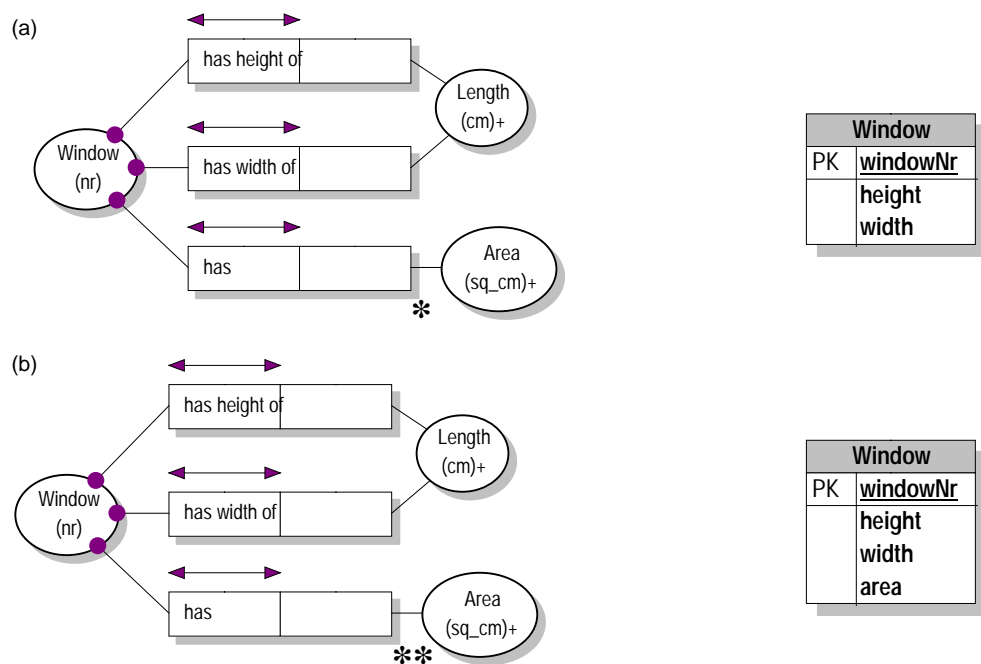 (a)
has height of
Length
(cm)+
Window
(nr)
has width of
has
Area
(sq_cm)+
*
Window
PK windowNr
height
width
(b)
has height of
Length
(cm)+
Window
(nr)
has width of
has
Area
(sq_cm)+
**
Window
PK windowNr
height
width
area